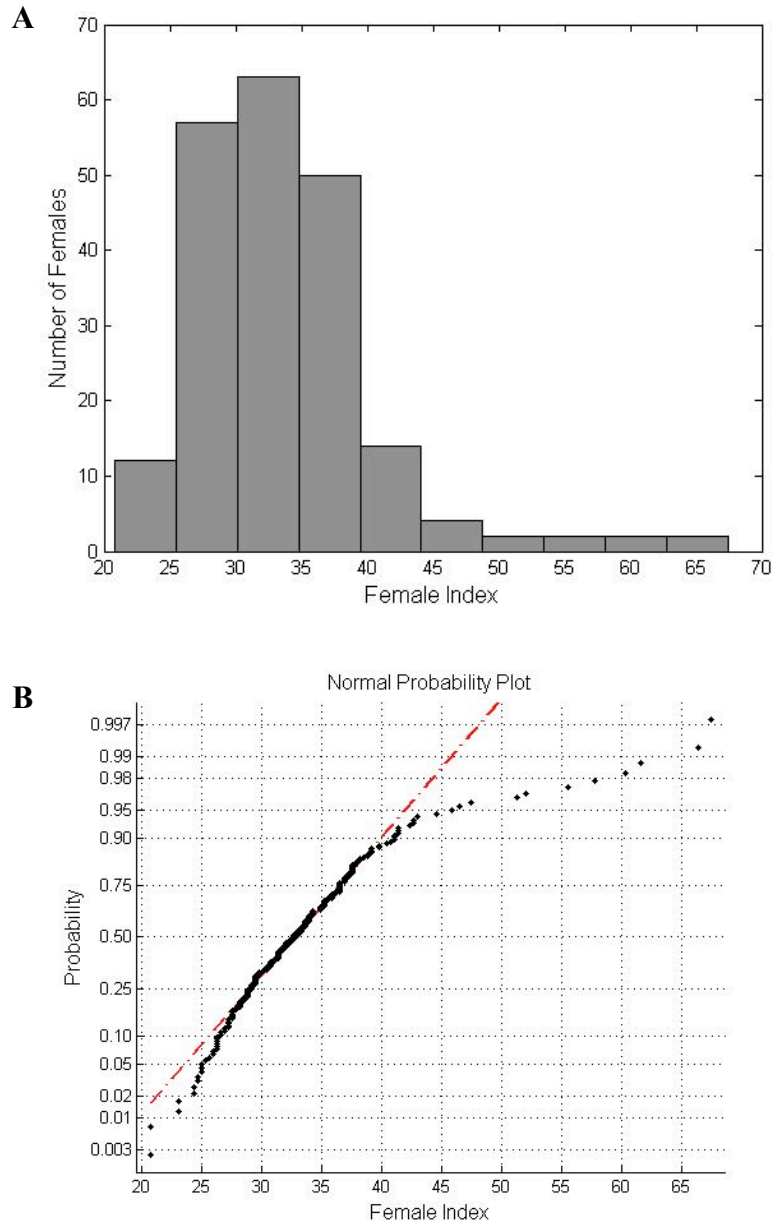 A
70
60
50
40
30
20
10
0
Number of Females
20 25 30 35 40 45 50 55 60 65 70
Female Index
B
Normal Probability Plot
0.997
0.99
0.98
0.95
0.90
0.75
0.50
0.25
0.10
0.05
0.02
0.01
0.003
Probability
20 25 30 35 40 45 50 55 60 65
Female Index